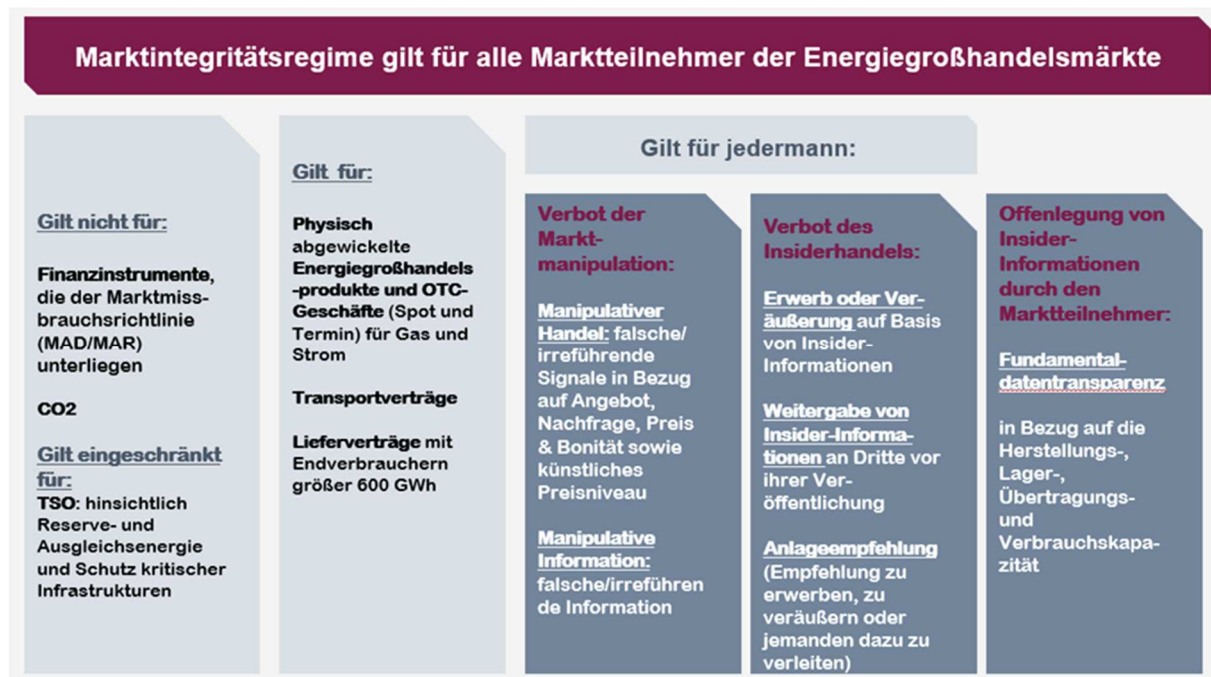 Marktintegritätsregime gilt für alle Marktteilnehmer der Energiegroßhandelsmärkte
Gilt nicht für:
Finanzinstrumente,
die der Marktmiss-
brauchsrichtlinie
(MAD/MAR)
unterliegen
CO2
Gilt eingeschränkt
für:
TSO: hinsichtlich
Reserve- und
Ausgleichsenergie
und Schutz kritischer
Infrastrukturen
Gilt für:
Physisch
abgewickelte
Energiegroßhandels
-produkte und OTC-
Geschäfte (Spot und
Termin) für Gas und
Strom
Transportverträge
Lieferverträge mit
Endverbrauchern
größer 600 GWh
Gilt für jedermann:
Verbot der
Markt-
manipulation:
Manipulativer
Handel: falsche/
irreführende
Signale in Bezug
auf Angebot,
Nachfrage, Preis
& Bonität sowie
künstliches
Preisniveau
Manipulative
Information:
falsche/irreführen
de Information
Verbot des
Insiderhandels:
Erwerb oder Ver-
äußerung auf Basis
von Insider-
Informationen
Weitergabe von
Insider-Informa-
tionen an Dritte vor
ihrer Ver-
öffentlichung
Anlageempfehlung
(Empfehlung zu
erwerben, zu
veräußern oder
jemanden dazu zu
verleiten)
Offenlegung von
Insider-
Informationen
durch den
Marktteilnehmer:
Fundamental-
datentransparenz
in Bezug auf die
Herstellungs-,
Lager-,
Übertragungs-
und
Verbrauchskapa-
zität